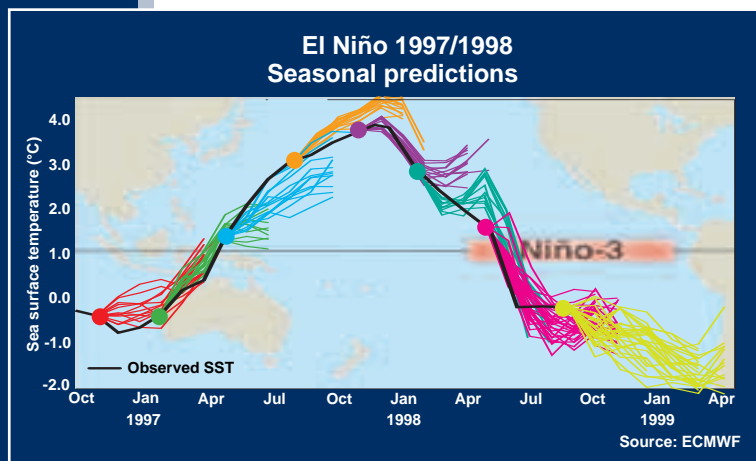 El Niño 1997/1998
Seasonal predictions
Sea surface temperature (°C)
4.0
3.0
2.0
1.0
0.0
-1.0
-2.0
Niño-3
Observed SST
Oct Jan Apr Jul Oct Jan Apr Jul Oct Jan Apr
1997 1998 1999
Source: ECMWF